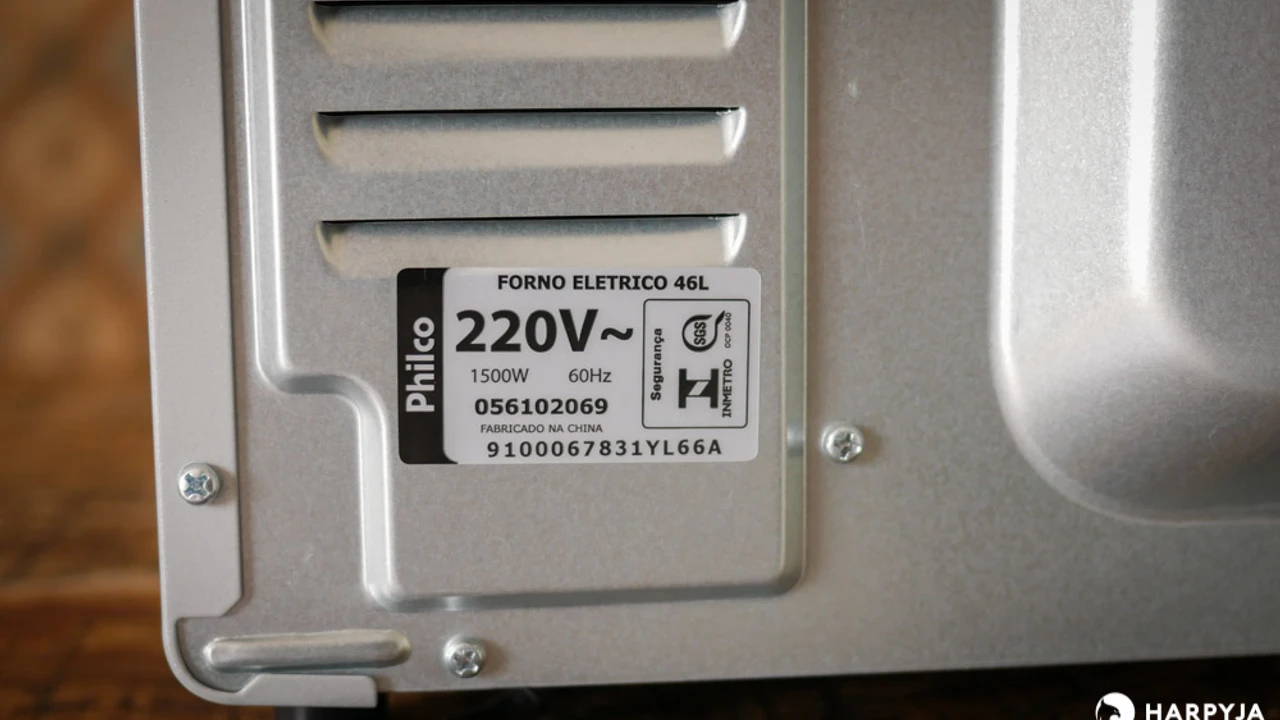 FORNO ELETRICO 46L
Philco
220V~
1500W 60Hz
056102069
FABRICADO NA CHINA
9100067831YL66A
Segurança
SGS
OCP 0040
INMETRO
HARPYJA